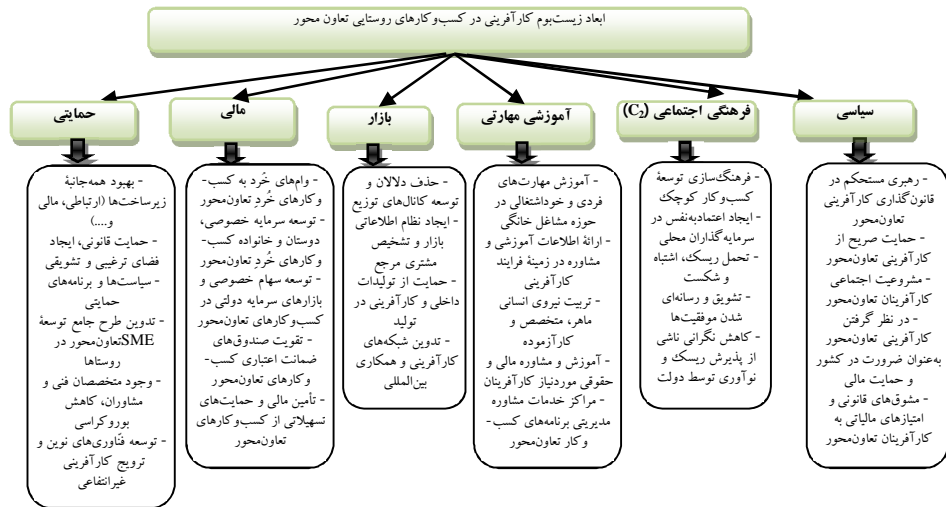 ابعاد زیست‌بوم کارآفرینی در کسب‌وکارهای روستایی تعاون محور
سیاسی
فرهنگی اجتماعی (C2)
آموزشی مهارتی
بازار
مالی
حمایتی
- رهبری مستحکم در
قانون‌گذاری کارآفرینی
تعاون‌محور
- حمایت صریح از
کارآفرینی تعاون‌محور
- مشروعیت اجتماعی
کارآفرینان تعاون‌محور
- در نظر گرفتن
کارآفرینی تعاون‌محور
به‌عنوان ضرورت در کشور
و حمایت مالی
- مشوق‌های قانونی و
امتیازهای مالیاتی به
کارآفرینان تعاون‌محور
- فرهنگ‌سازی توسعهٔ
کسب‌وکار کوچک
- ایجاد اعتمادبه‌نفس در
سرمایه‌گذاران محلی
- تحمل ریسک، اشتباه
و شکست
- تشویق و رسانه‌ای
شدن موفقیت‌ها
- کاهش نگرانی ناشی
از پذیرش ریسک و
نوآوری توسط دولت
- آموزش مهارت‌های
فردی و خوداشتغالی در
حوزه مشاغل خانگی
- ارائهٔ اطلاعات آموزشی و
مشاوره در زمینهٔ فرایند
کارآفرینی
- تربیت نیروی انسانی
ماهر، متخصص و
کارآزموده
- آموزش و مشاوره مالی و
حقوقی موردنیاز کارآفرینان
- مراکز خدمات مشاوره
مدیریتی برنامه‌های کسب-
وکار تعاون‌محور
- حذف دلالان و
توسعه کانال‌های توزیع
- ایجاد نظام اطلاعاتی
بازار و تشخیص
مشتری مرجع
- حمایت از تولیدات
داخلی و کارآفرینی در
تولید
- تدوین شبکه‌های
کارآفرینی و همکاری
بین‌المللی
- وام‌های خُرد به کسب-
وکارهای خُردِ تعاون‌محور
- توسعه سرمایه خصوصی،
دوستان و خانواده کسب-
وکارهای خُردِ تعاون‌محور
- توسعه سهام خصوصی و
بازارهای سرمایه دولتی در
کسب‌وکارهای تعاون‌محور
- تقویت صندوق‌های
ضمانت اعتباری کسب-
وکارهای تعاون‌محور
- تأمین مالی و حمایت‌های
تسهیلاتی از کسب‌وکارهای
تعاون‌محور
- بهبود همه‌جانبهٔ
زیرساخت‌ها (ارتباطی، مالی
و....)
- حمایت قانونی، ایجاد
فضای ترغیبی و تشویقی
- سیاست‌ها و برنامه‌های
حمایتی
- تدوین طرح جامع توسعهٔ
SMEتعاون‌محور در
روستاها
- وجود متخصصان فنی و
مشاوران، کاهش
بوروکراسی
- توسعه فنّاوری‌های نوین و
ترویج کارآفرینی
غیرانتفاعی